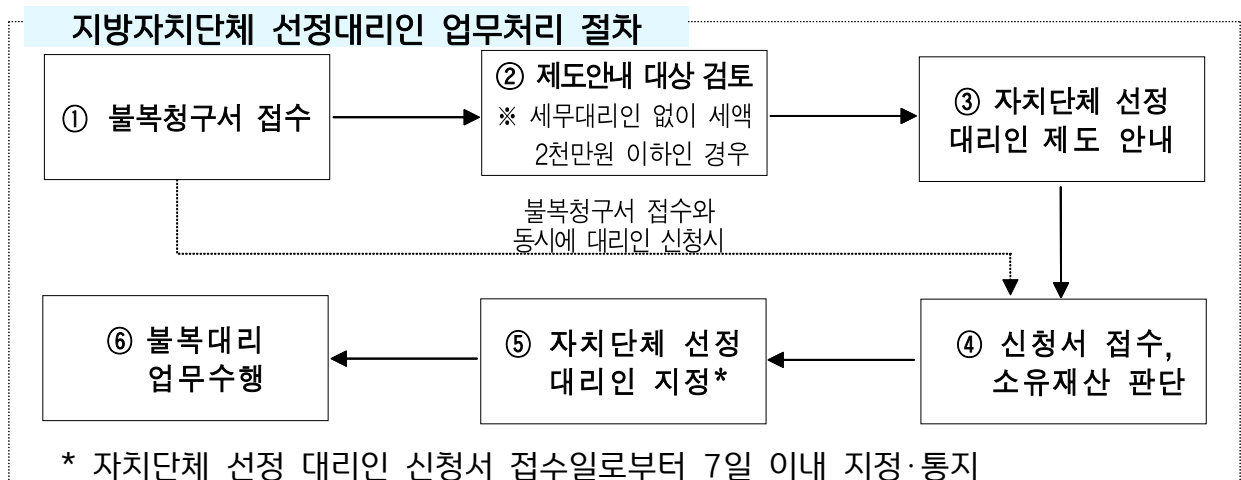 지방자치단체 선정대리인 업무처리 절차
① 불복청구서 접수
② 제도안내 대상 검토
※ 세무대리인 없이 세액
2천만원 이하인 경우
③ 자치단체 선정
대리인 제도 안내
불복청구서 접수와
동시에 대리인 신청시
④ 신청서 접수,
소유재산 판단
⑤ 자치단체 선정
대리인 지정*
⑥ 불복대리
업무수행
* 자치단체 선정 대리인 신청서 접수일로부터 7일 이내 지정·통지